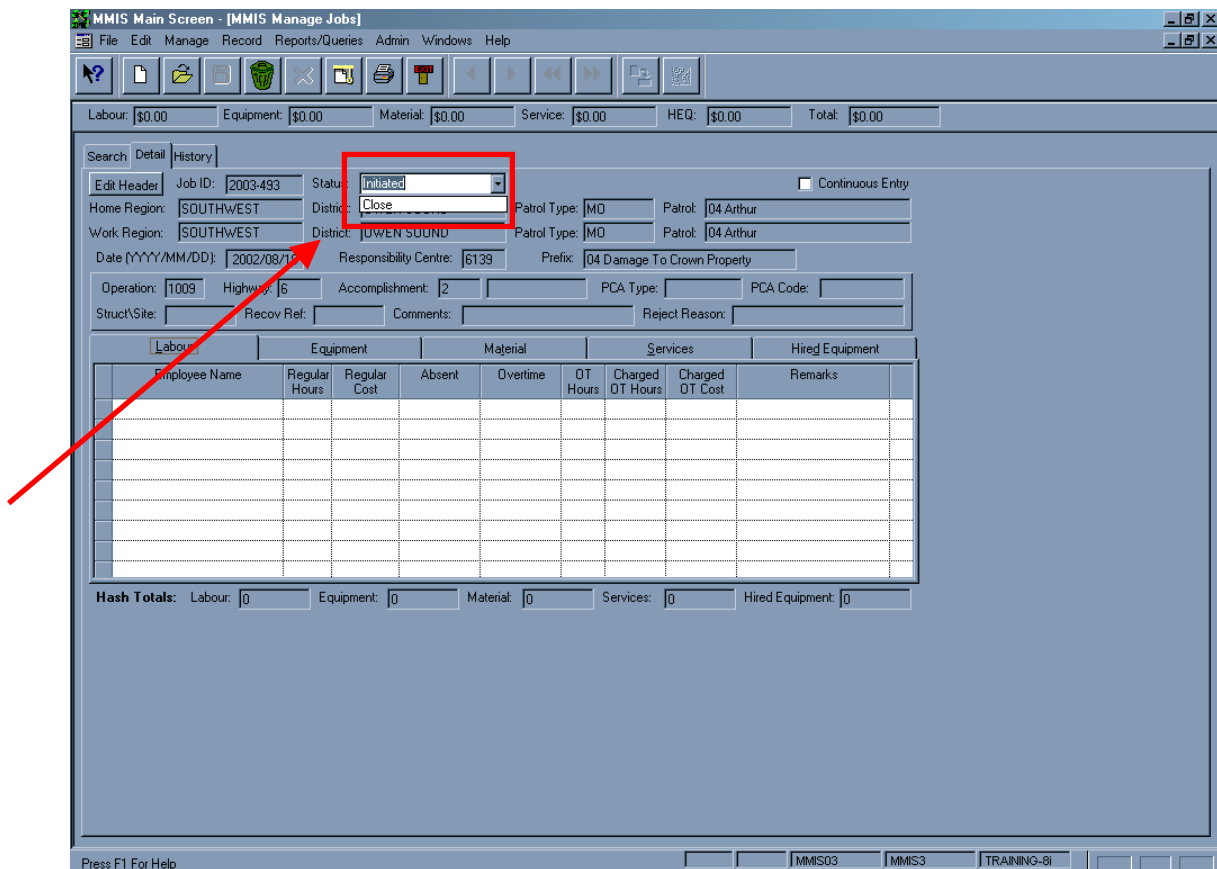 MMIS Main Screen - [MMIS Manage Jobs]
File Edit Manage Record Reports/Queries Admin Windows Help
EXIT
Labour: $0.00 Equipment: $0.00 Material: $0.00 Service: $0.00 HEQ: $0.00 Total: $0.00
Search Detail History
Edit Header Job ID: 2003-493 Status: Initiated Continuous Entry
Close
Home Region: SOUTHWEST District: Patrol Type: MO Patrol: 04 Arthur
Work Region: SOUTHWEST District: OWEN SOUND Patrol Type: MO Patrol: 04 Arthur
Date (YYYY/MM/DD): 2002/08/ Responsibility Centre: 6139 Prefix: 04 Damage To Crown Property
Operation: 1009 Highway: 6 Accomplishment: 2 PCA Type: PCA Code:
Struct\Site: Recov Ref: Comments: Reject Reason:
Labour Equipment Material Services Hired Equipment
Employee Name Regular Hours Regular Cost Absent Overtime OT Hours Charged OT Hours Charged OT Cost Remarks
Hash Totals: Labour: 0 Equipment: 0 Material: 0 Services: 0 Hired Equipment: 0
Press F1 For Help MMIS03 MMIS3 TRAINING-8i